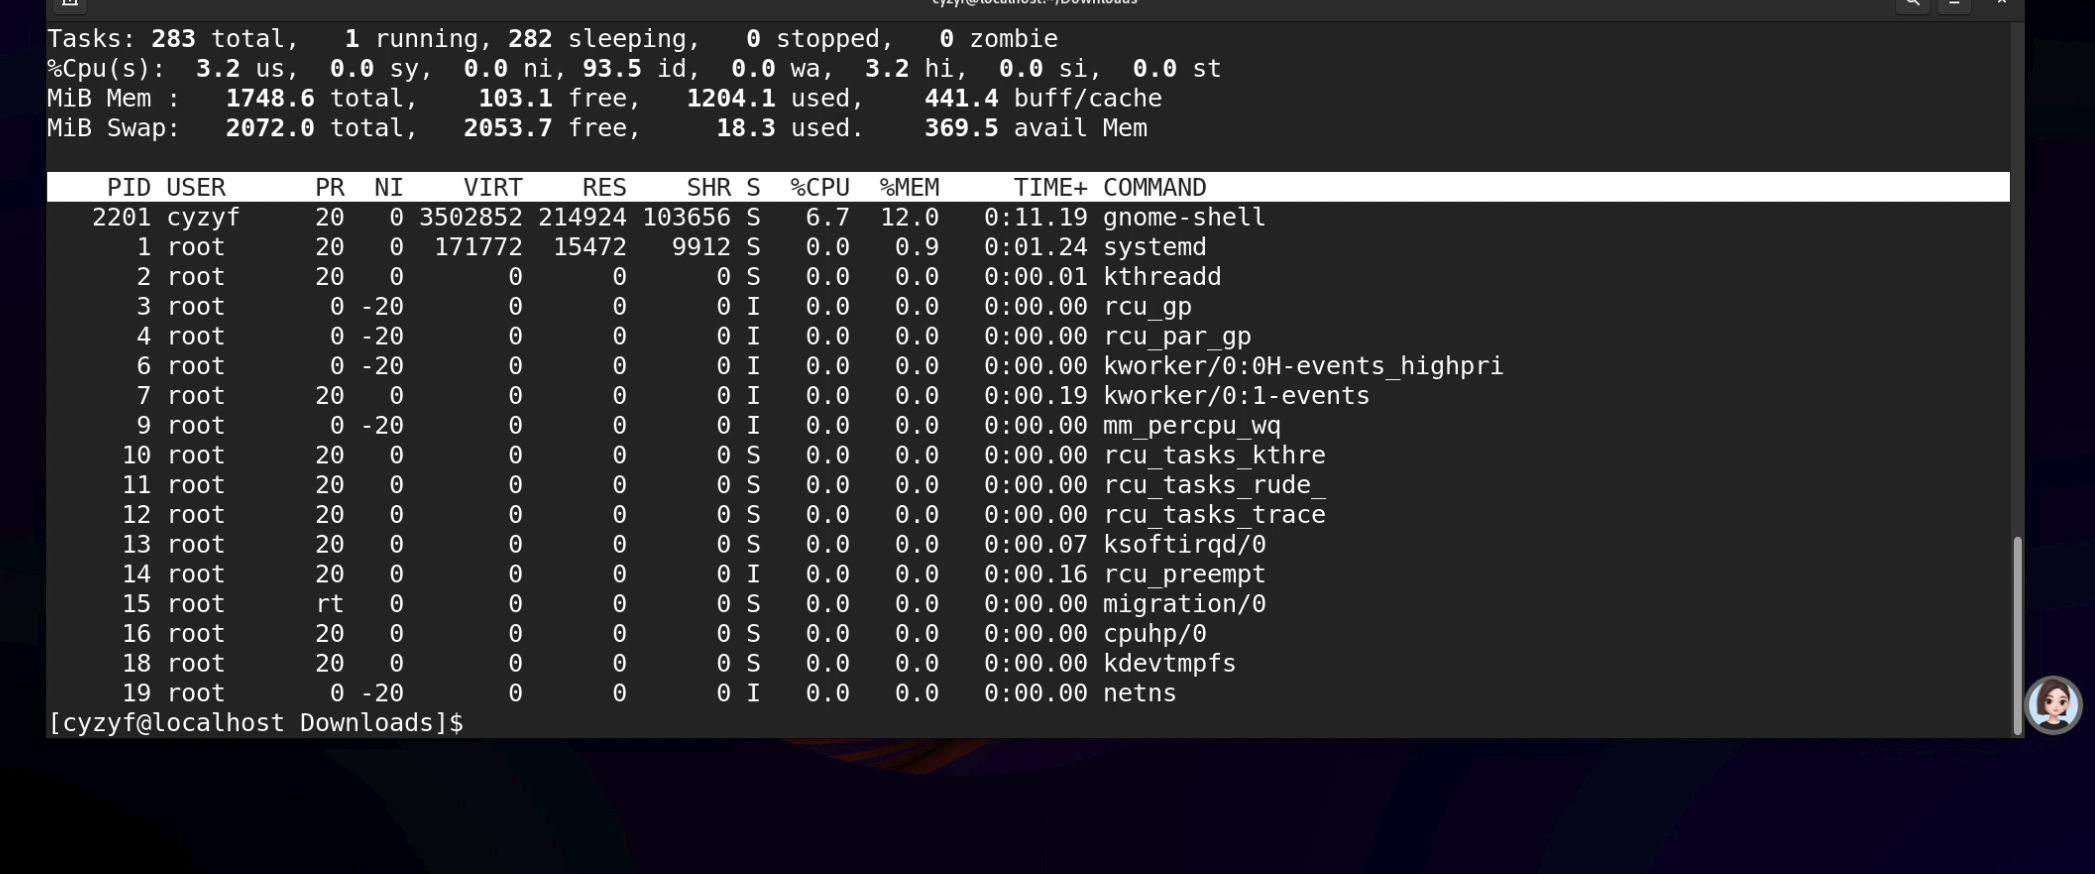 cyzyf@localhost:~/Downloads
Tasks: 283 total,   1 running, 282 sleeping,   0 stopped,   0 zombie
%Cpu(s):  3.2 us,  0.0 sy,  0.0 ni, 93.5 id,  0.0 wa,  3.2 hi,  0.0 si,  0.0 st
MiB Mem :   1748.6 total,    103.1 free,   1204.1 used,    441.4 buff/cache
MiB Swap:   2072.0 total,   2053.7 free,     18.3 used.    369.5 avail Mem
    PID USER      PR  NI    VIRT    RES    SHR S  %CPU  %MEM     TIME+ COMMAND
   2201 cyzyf     20   0 3502852 214924 103656 S   6.7  12.0   0:11.19 gnome-shell
      1 root      20   0  171772  15472   9912 S   0.0   0.9   0:01.24 systemd
      2 root      20   0       0      0      0 S   0.0   0.0   0:00.01 kthreadd
      3 root       0 -20       0      0      0 I   0.0   0.0   0:00.00 rcu_gp
      4 root       0 -20       0      0      0 I   0.0   0.0   0:00.00 rcu_par_gp
      6 root       0 -20       0      0      0 I   0.0   0.0   0:00.00 kworker/0:0H-events_highpri
      7 root      20   0       0      0      0 I   0.0   0.0   0:00.19 kworker/0:1-events
      9 root       0 -20       0      0      0 I   0.0   0.0   0:00.00 mm_percpu_wq
     10 root      20   0       0      0      0 S   0.0   0.0   0:00.00 rcu_tasks_kthre
     11 root      20   0       0      0      0 S   0.0   0.0   0:00.00 rcu_tasks_rude_
     12 root      20   0       0      0      0 S   0.0   0.0   0:00.00 rcu_tasks_trace
     13 root      20   0       0      0      0 S   0.0   0.0   0:00.07 ksoftirqd/0
     14 root      20   0       0      0      0 I   0.0   0.0   0:00.16 rcu_preempt
     15 root      rt   0       0      0      0 S   0.0   0.0   0:00.00 migration/0
     16 root      20   0       0      0      0 S   0.0   0.0   0:00.00 cpuhp/0
     18 root      20   0       0      0      0 S   0.0   0.0   0:00.00 kdevtmpfs
     19 root       0 -20       0      0      0 I   0.0   0.0   0:00.00 netns
[cyzyf@localhost Downloads]$